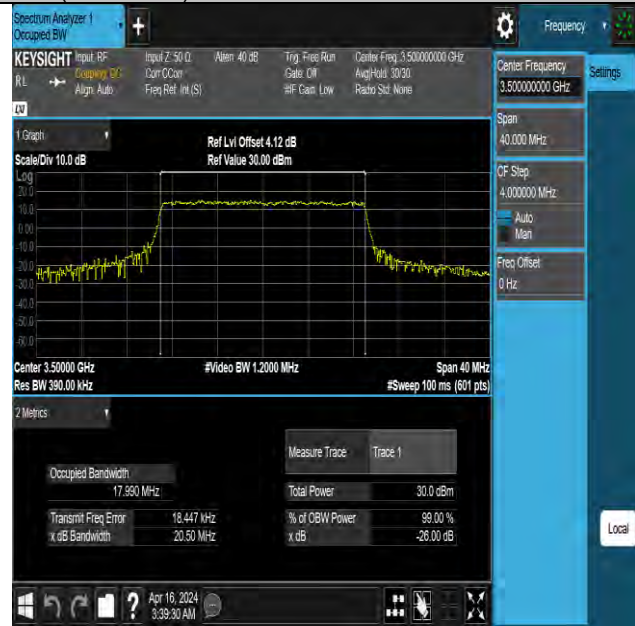 Spectrum Analyzer 1
Occupied BW
+
Frequency
KEYSIGHT
Input: RF
Input Z: 50 Ω
Atten: 40 dB
Trig: Free Run
Center Freq: 3.500000000 GHz
RL
Coupling: DC
Corr CCorr
Gate: Off
Avg|Hold: 30/30
Align: Auto
Freq Ref: Int (S)
#IF Gain: Low
Radio Std: None
LXI
Center Frequency
3.500000000 GHz
Settings
Span
40.000 MHz
CF Step
4.000000 MHz
Auto
Man
Freq Offset
0 Hz
1 Graph
Ref Lvl Offset 4.12 dB
Scale/Div 10.0 dB
Ref Value 30.00 dBm
Log
20.0
10.0
0.00
-10.0
-20.0
-30.0
-40.0
-50.0
-60.0
Center 3.50000 GHz
#Video BW 1.2000 MHz
Span 40 MHz
Res BW 390.00 kHz
#Sweep 100 ms (601 pts)
2 Metrics
Measure Trace
Trace 1
Occupied Bandwidth
17.990 MHz
Total Power
30.0 dBm
Transmit Freq Error
18.447 kHz
% of OBW Power
99.00 %
x dB Bandwidth
20.50 MHz
x dB
-26.00 dB
Local
?
Apr 16, 2024
3:39:30 AM